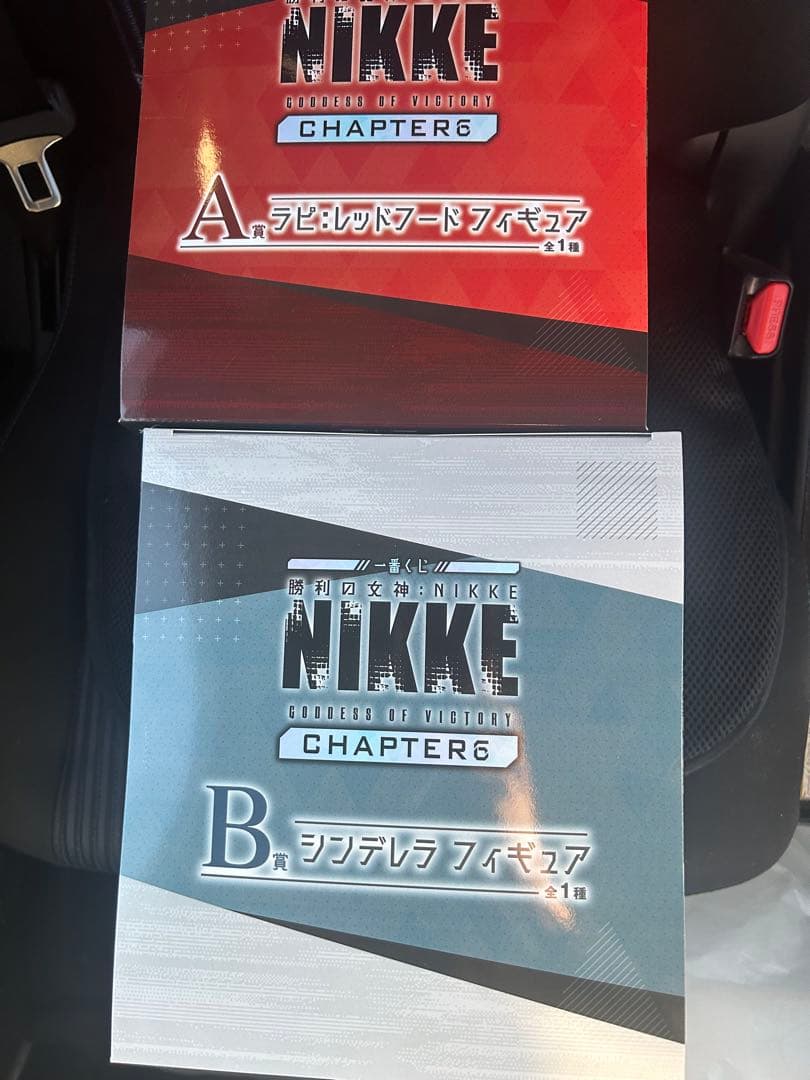 NIKKE
GODDESS OF VICTORY
CHAPTER6
A賞 ラピ:レッドフード フィギュア
全1種
PRESS
一番くじ
勝利の女神:NIKKE
NIKKE
GODDESS OF VICTORY
CHAPTER6
B賞 シンデレラ フィギュア
全1種